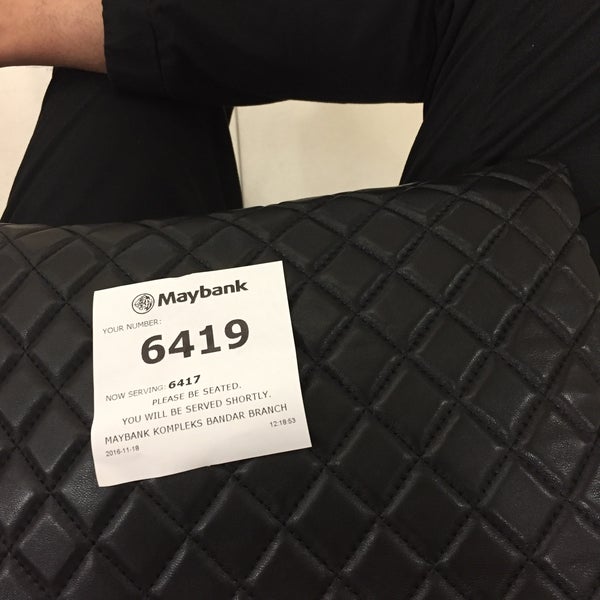 Maybank
YOUR NUMBER:
6419
NOW SERVING: 6417
PLEASE BE SEATED.
YOU WILL BE SERVED SHORTLY.
MAYBANK KOMPLEKS BANDAR BRANCH
2016-11-18 12:18:53